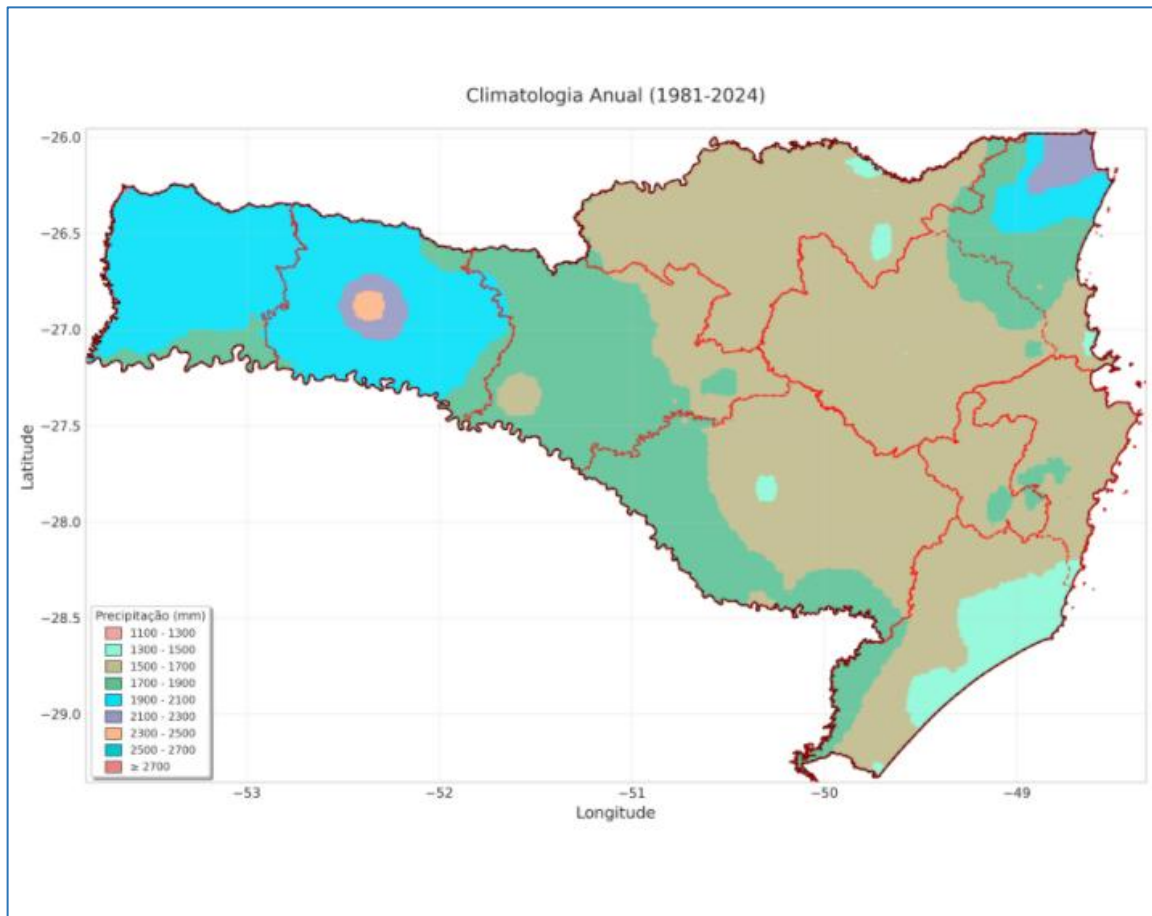 Climatologia Anual (1981-2024)
−26.0
−26.5
−27.0
−27.5
−28.0
−28.5
−29.0
Latitude
Precipitação (mm)
1100 - 1300
1300 - 1500
1500 - 1700
1700 - 1900
1900 - 2100
2100 - 2300
2300 - 2500
2500 - 2700
≥ 2700
−53 −52 −51 −50 −49
Longitude